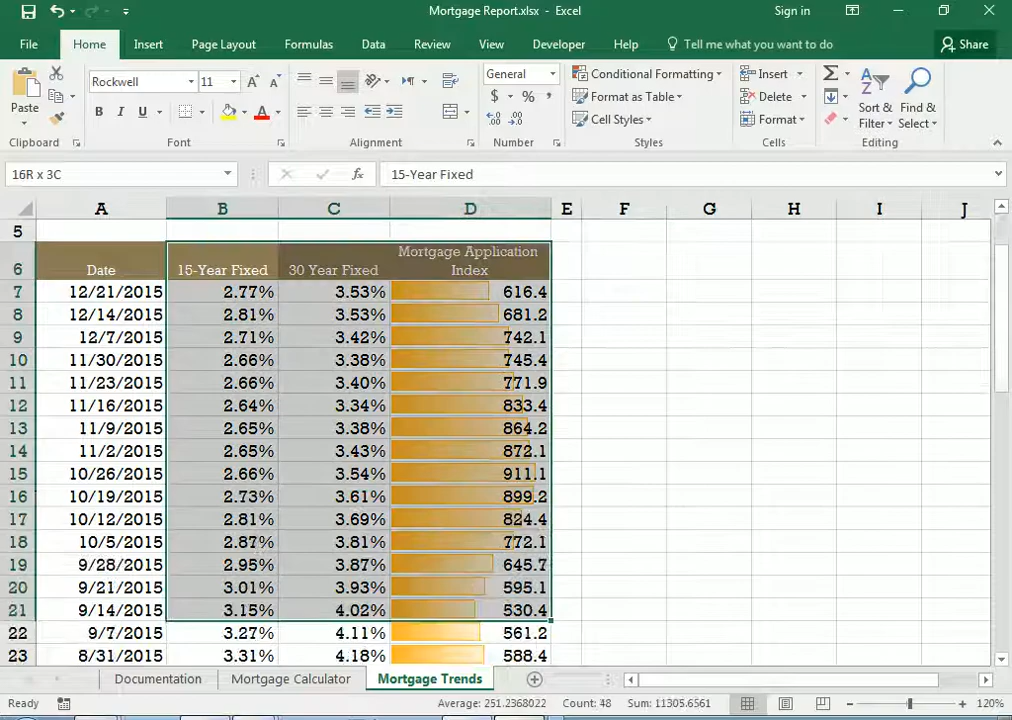 Mortgage Report.xlsx - Excel
Sign in
File Home Insert Page Layout Formulas Data Review View Developer Help Tell me what you want to do Share
Rockwell 11 General Conditional Formatting Insert
Paste B I U A $ % , Format as Table Delete Sort & Filter Find & Select
Cell Styles Format
Clipboard Font Alignment Number Styles Cells Editing
16R x 3C fx 15-Year Fixed
A B C D E F G H I J
5
6 Date 15-Year Fixed 30 Year Fixed Mortgage Application Index
7 12/21/2015 2.77% 3.53% 616.4
8 12/14/2015 2.81% 3.53% 681.2
9 12/7/2015 2.71% 3.42% 742.1
10 11/30/2015 2.66% 3.38% 745.4
11 11/23/2015 2.66% 3.40% 771.9
12 11/16/2015 2.64% 3.34% 833.4
13 11/9/2015 2.65% 3.38% 864.2
14 11/2/2015 2.65% 3.43% 872.1
15 10/26/2015 2.66% 3.54% 911.1
16 10/19/2015 2.73% 3.61% 899.2
17 10/12/2015 2.81% 3.69% 824.4
18 10/5/2015 2.87% 3.81% 772.1
19 9/28/2015 2.95% 3.87% 645.7
20 9/21/2015 3.01% 3.93% 595.1
21 9/14/2015 3.15% 4.02% 530.4
22 9/7/2015 3.27% 4.11% 561.2
23 8/31/2015 3.31% 4.18% 588.4
Documentation Mortgage Calculator Mortgage Trends
Ready Average: 251.2368022 Count: 48 Sum: 11305.6561 120%